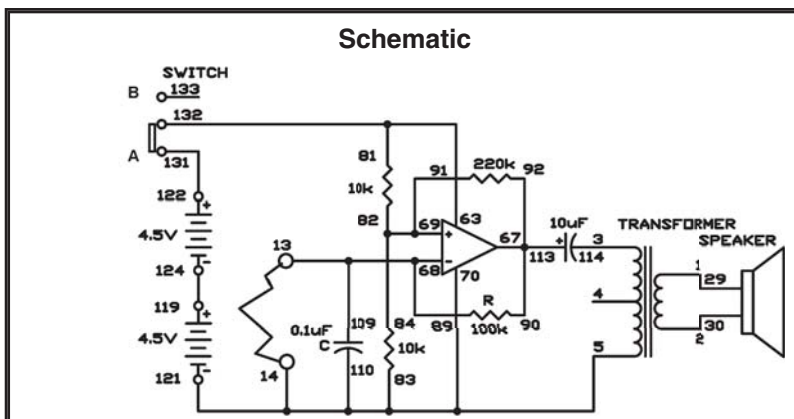 Schematic
SWITCH
B 133
132
A 131
122
+
4.5V
-
124
119
+
4.5V
-
121
13
14
0.1uF
C
109
110
81
10k
82
84
10k
83
91 220k 92
69 + 63
68 - 67
70
R
89 100k 90
10uF
+
113 114
TRANSFORMER
SPEAKER
3
4
5
1
29
30
2